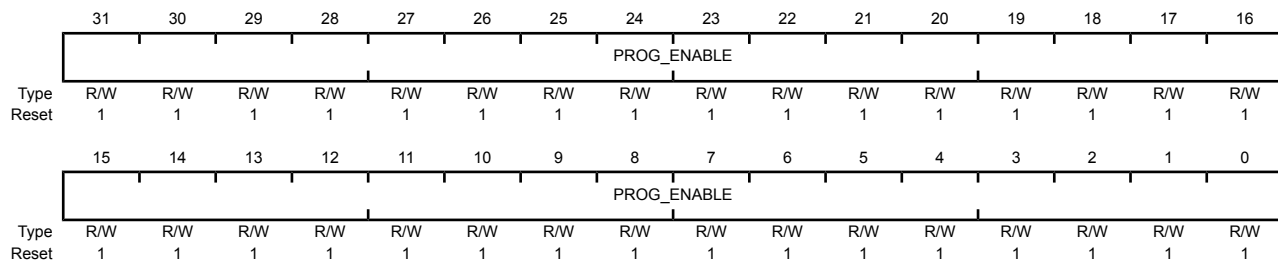 31 30 29 28 27 26 25 24 23 22 21 20 19 18 17 16
PROG_ENABLE
Type R/W R/W R/W R/W R/W R/W R/W R/W R/W R/W R/W R/W R/W R/W R/W R/W
Reset 1 1 1 1 1 1 1 1 1 1 1 1 1 1 1 1
15 14 13 12 11 10 9 8 7 6 5 4 3 2 1 0
PROG_ENABLE
Type R/W R/W R/W R/W R/W R/W R/W R/W R/W R/W R/W R/W R/W R/W R/W R/W
Reset 1 1 1 1 1 1 1 1 1 1 1 1 1 1 1 1